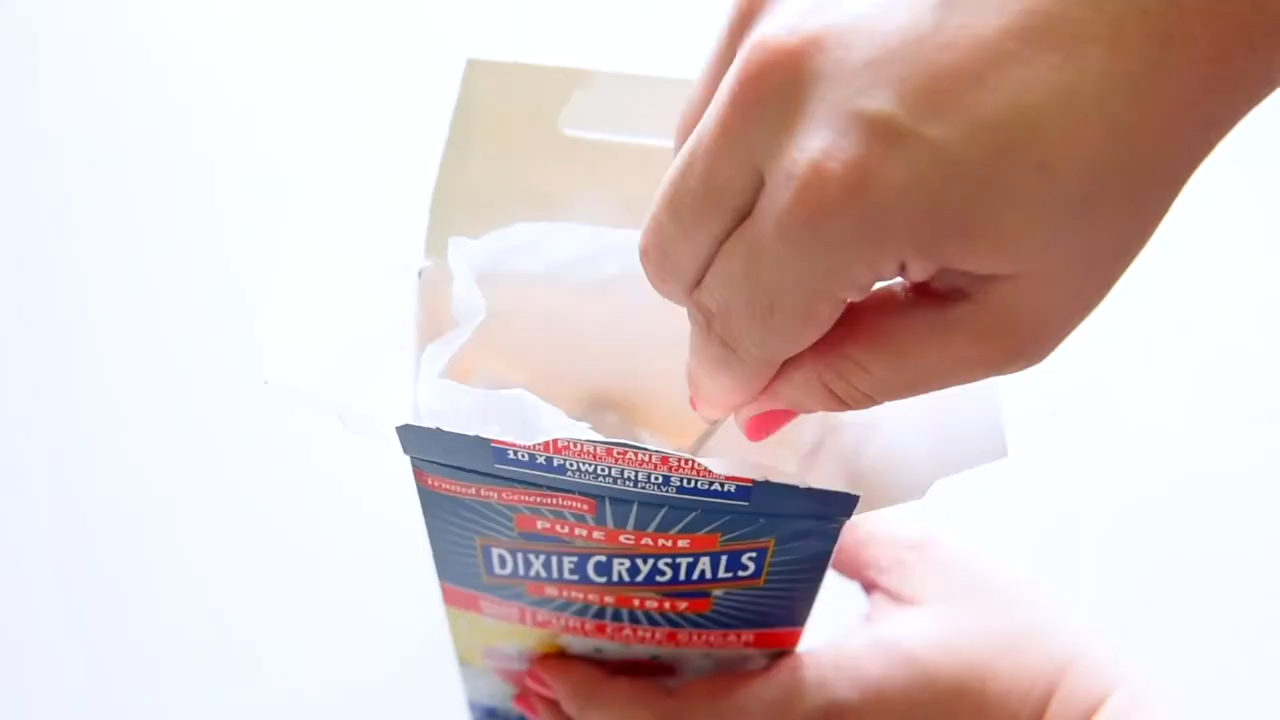 PURE CANE SUG
HECHA CON AZÚCAR DE CAÑA PURA
10 X POWDERED SUGAR
AZÚCAR EN POLVO
Trusted by Generations
PURE CANE
DIXIE CRYSTALS
SINCE 1917
PURE CANE SUGAR